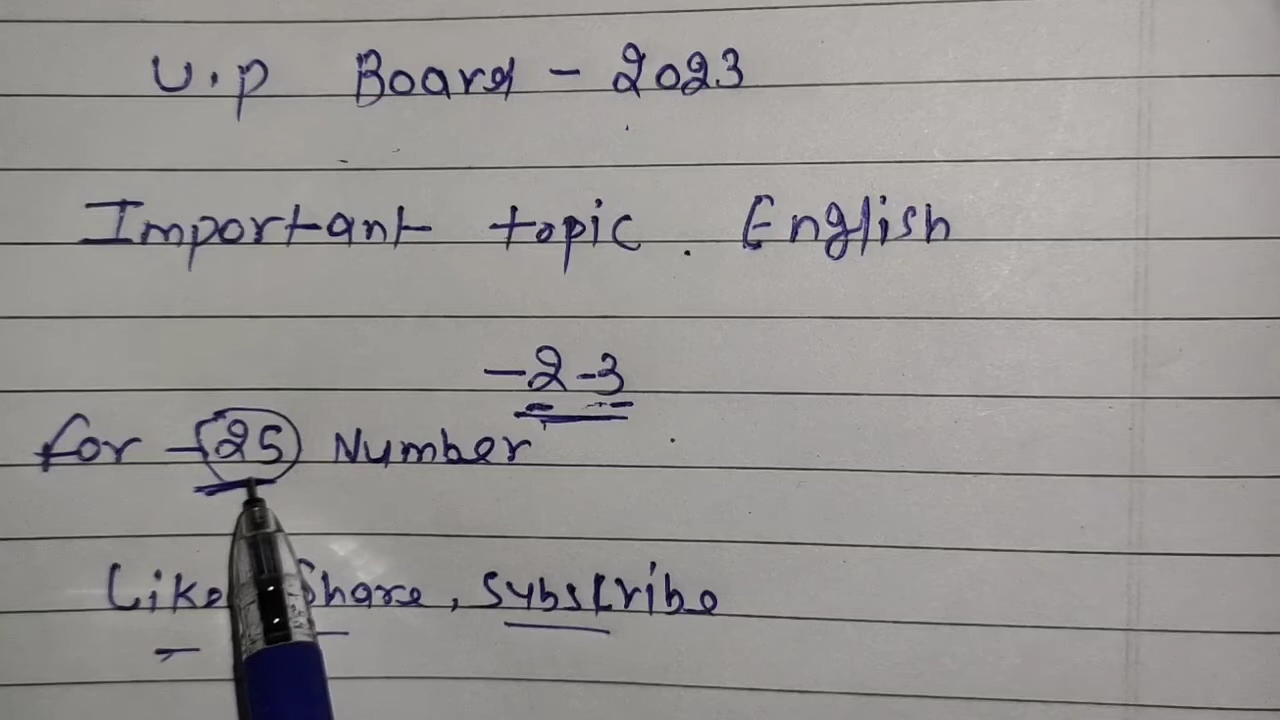 U.P Board - 2023
Important topic. English
- 2 - 3
for - 25 Number
Like Share, Subscribe